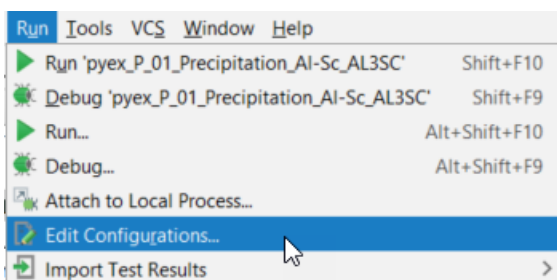 Run Tools VCS Window Help
Run 'pyex_P_01_Precipitation_Al-Sc_AL3SC' Shift+F10
Debug 'pyex_P_01_Precipitation_Al-Sc_AL3SC' Shift+F9
Run... Alt+Shift+F10
Debug... Alt+Shift+F9
Attach to Local Process...
Edit Configurations...
Import Test Results